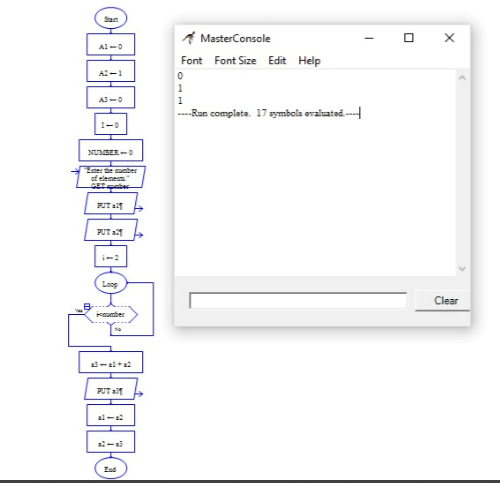 Start
A1 ← 0
A2 ← 1
A3 ← 0
I ← 0
NUMBER ← 0
"Enter the number
of elements."
GET number
PUT a1¶
PUT a2¶
i ← 2
Loop
Yes
i<number
No
a3 ← a1 + a2
PUT a3¶
a1 ← a2
a2 ← a3
End
MasterConsole
Font Font Size Edit Help
0
1
1
----Run complete. 17 symbols evaluated.----
Clear